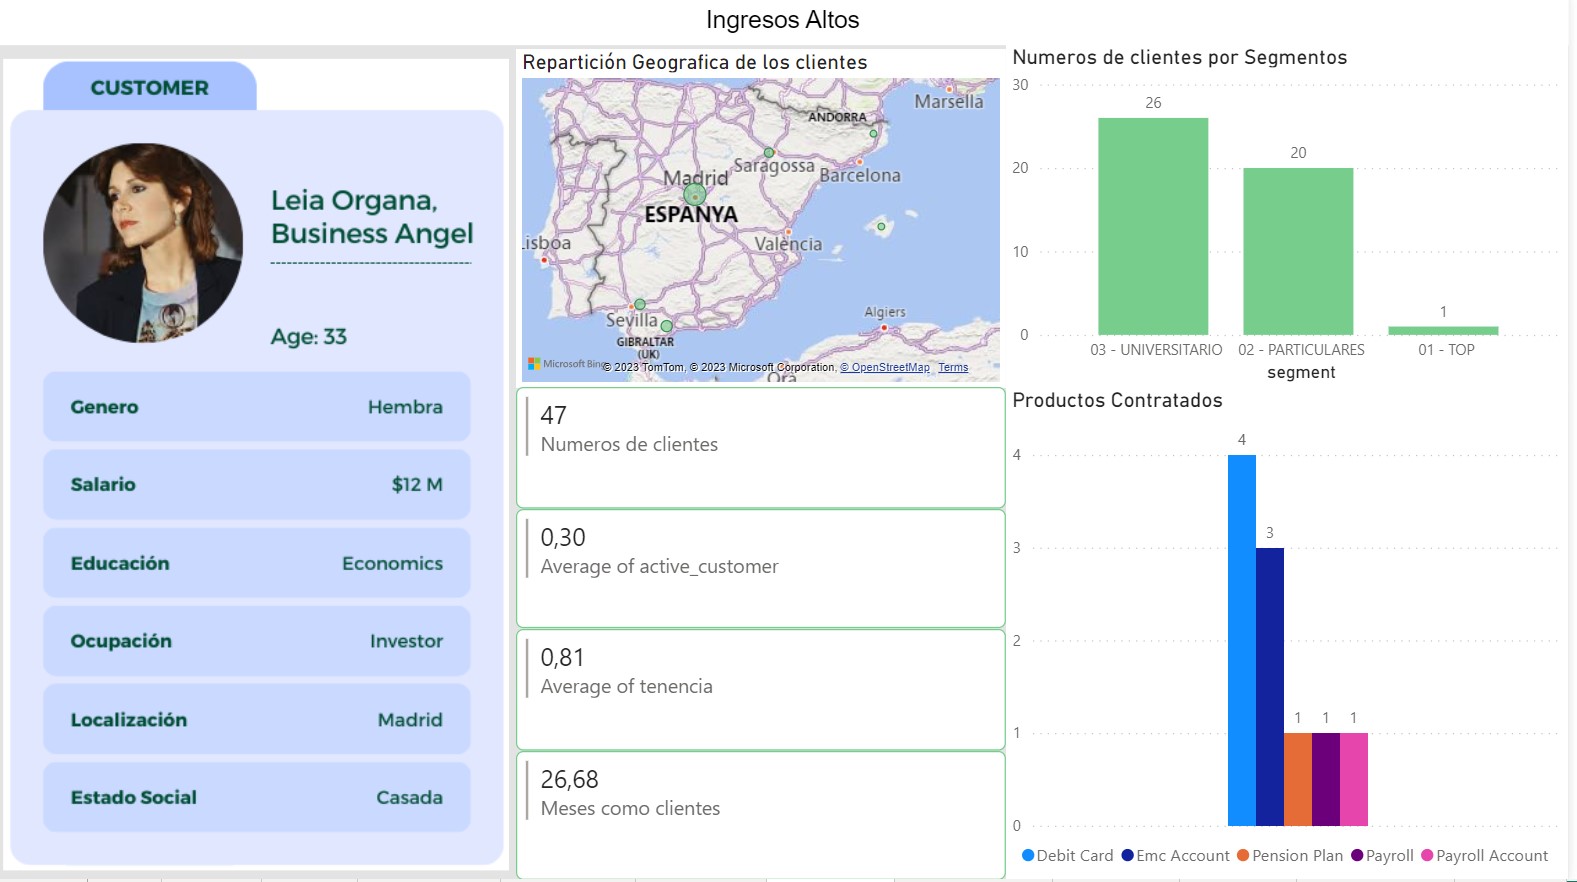 Ingresos Altos
CUSTOMER
Leia Organa,
Business Angel
Age: 33
Genero Hembra
Salario $12 M
Educación Economics
Ocupación Investor
Localización Madrid
Estado Social Casada
Repartición Geografica de los clientes
Marsella
ANDORRA
Saragossa
Barcelona
Madrid
ESPANYA
Lisboa
València
Sevilla
Algiers
GIBRALTAR
(UK)
Ora
Microsoft Bing
© 2023 TomTom, © 2023 Microsoft Corporation, © OpenStreetMap Terms
47
Numeros de clientes
0,30
Average of active_customer
0,81
Average of tenencia
26,68
Meses como clientes
Numeros de clientes por Segmentos
30
26
20
20
10
1
0
03 - UNIVERSITARIO 02 - PARTICULARES 01 - TOP
segment
Productos Contratados
4
4
3
3
2
1
1 1 1
0
Debit Card Emc Account Pension Plan Payroll Payroll Account